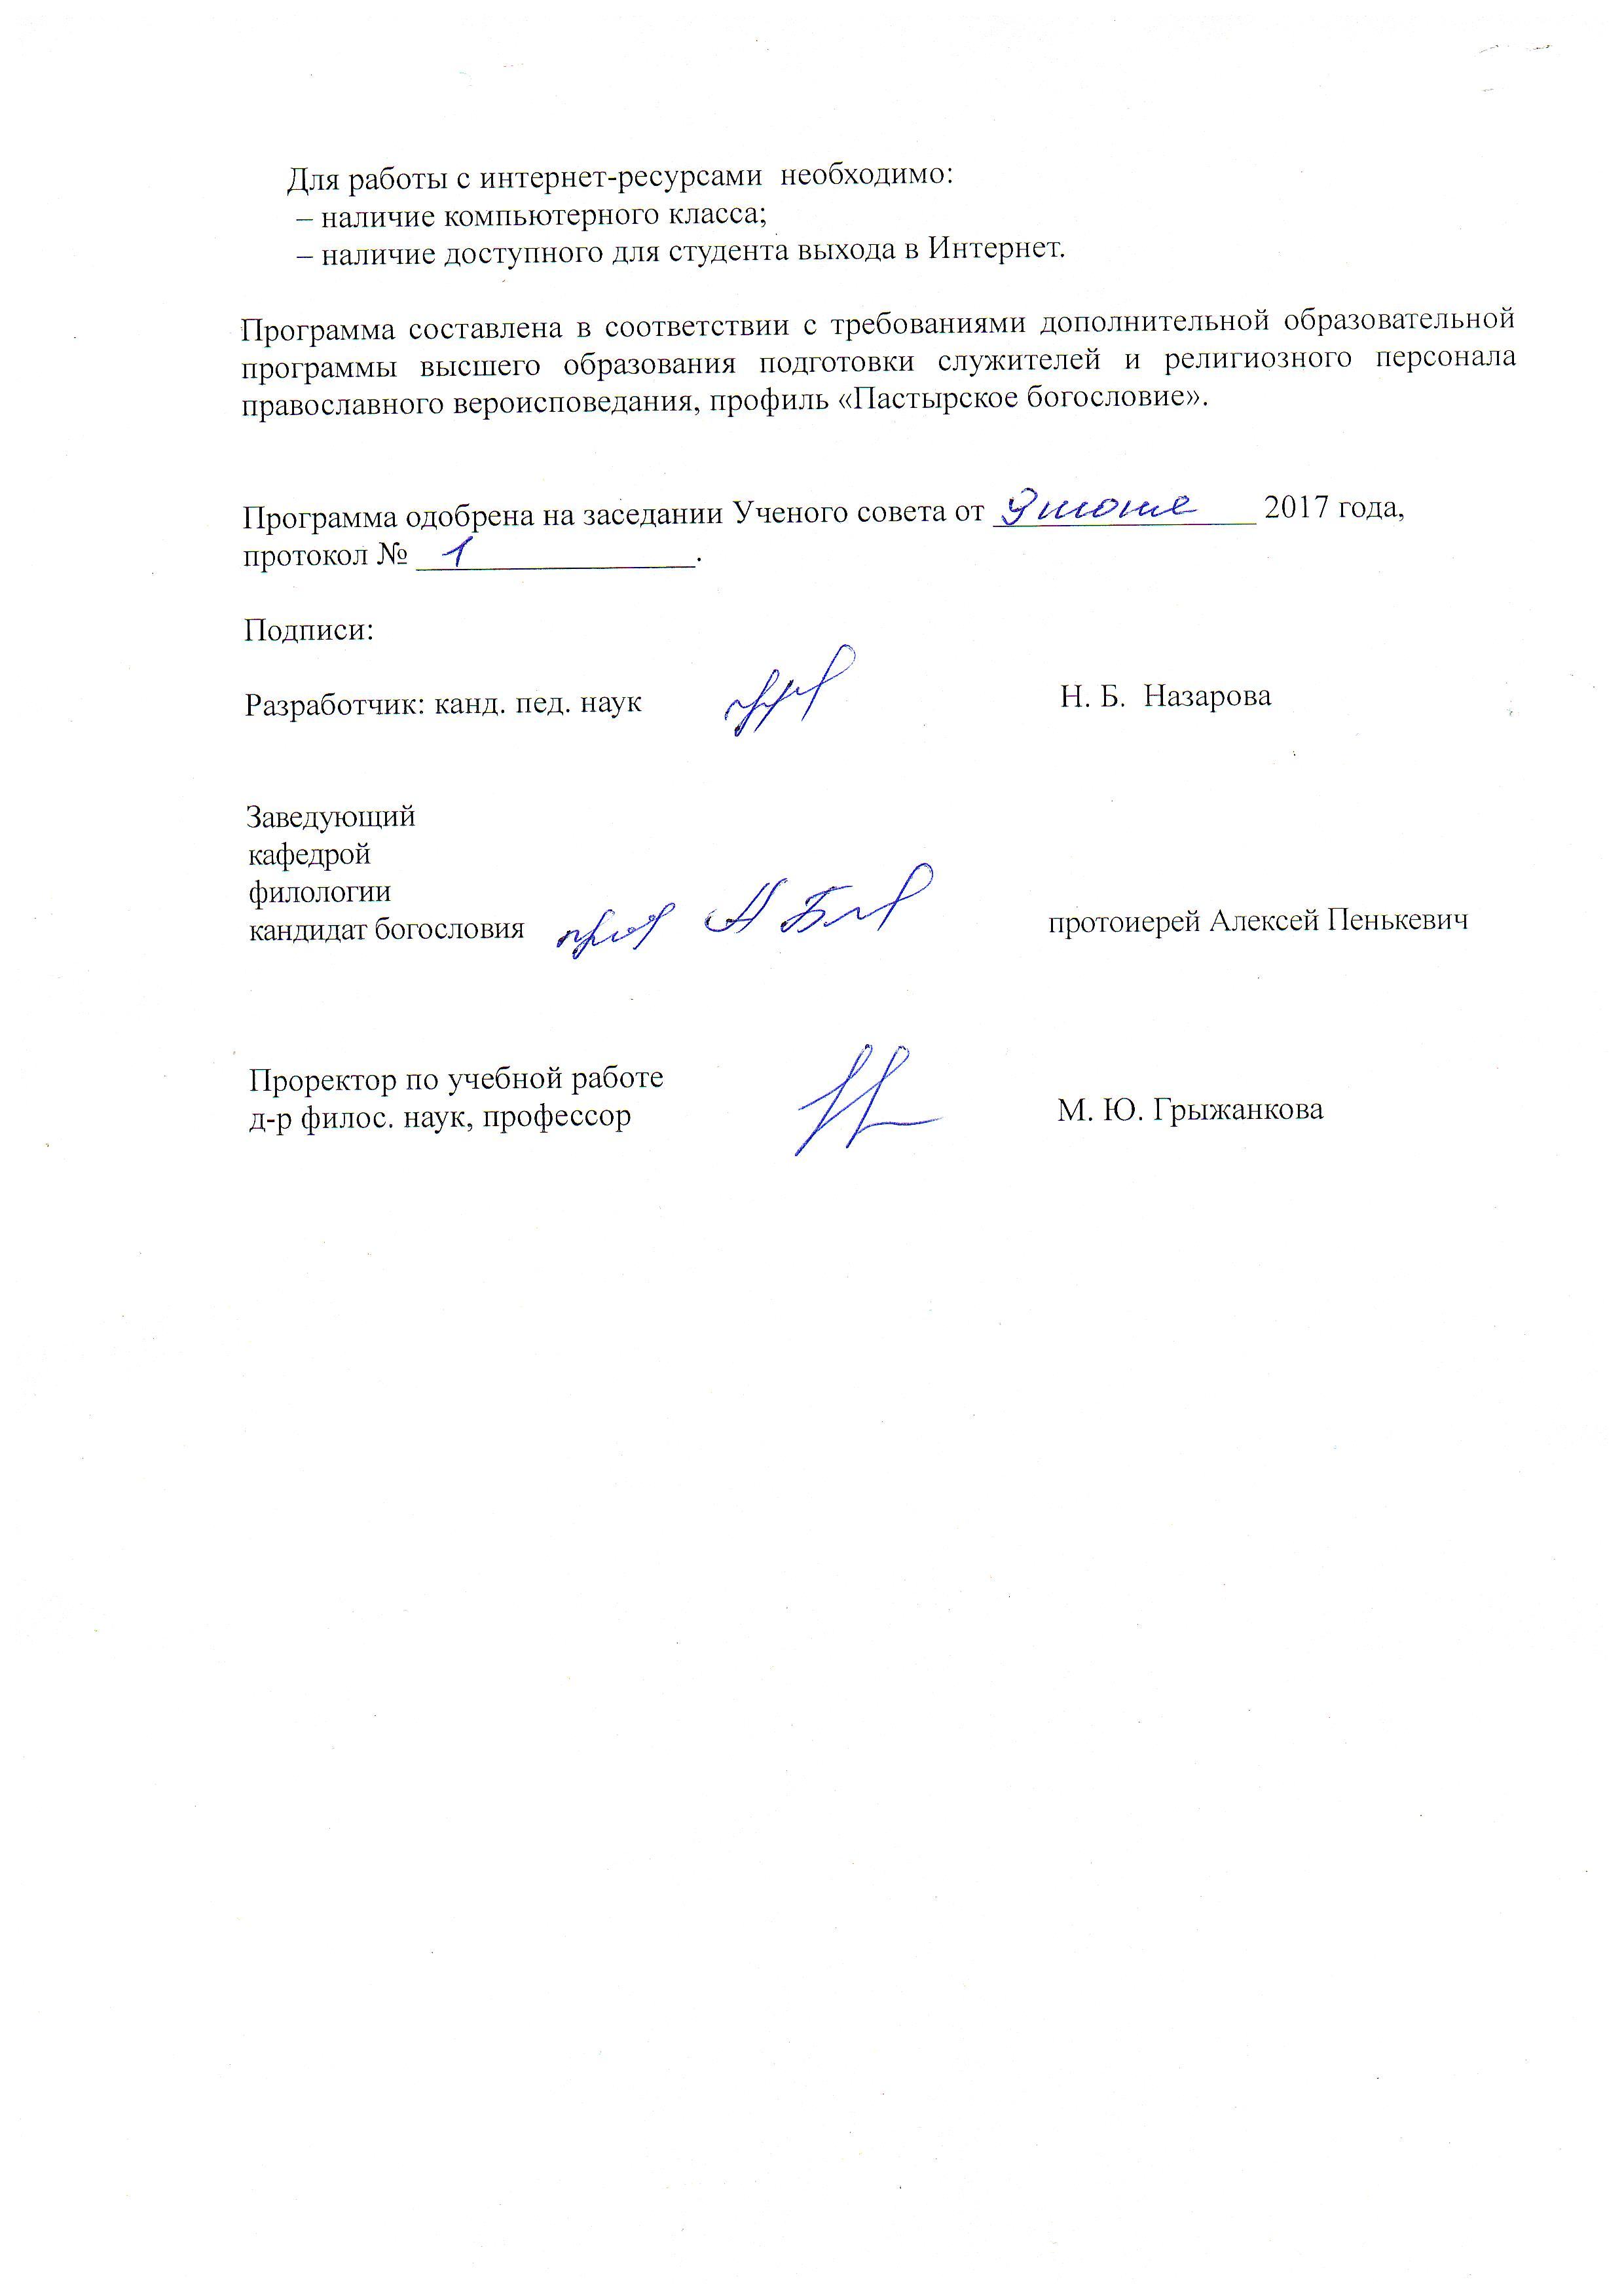 Для работы с интернет-ресурсами необходимо:
– наличие компьютерного класса;
– наличие доступного для студента выхода в Интернет.
Программа составлена в соответствии с требованиями дополнительной образовательной
программы высшего образования подготовки служителей и религиозного персонала
православного вероисповедания, профиль «Пастырское богословие».
Программа одобрена на заседании Ученого совета от 9 июня 2017 года,
протокол № 1.
Подписи:
Разработчик: канд. пед. наук Н. Б. Назарова
Заведующий
кафедрой
филологии
кандидат богословия протоиерей Алексей Пенькевич
Проректор по учебной работе
д-р филос. наук, профессор М. Ю. Грыжанкова